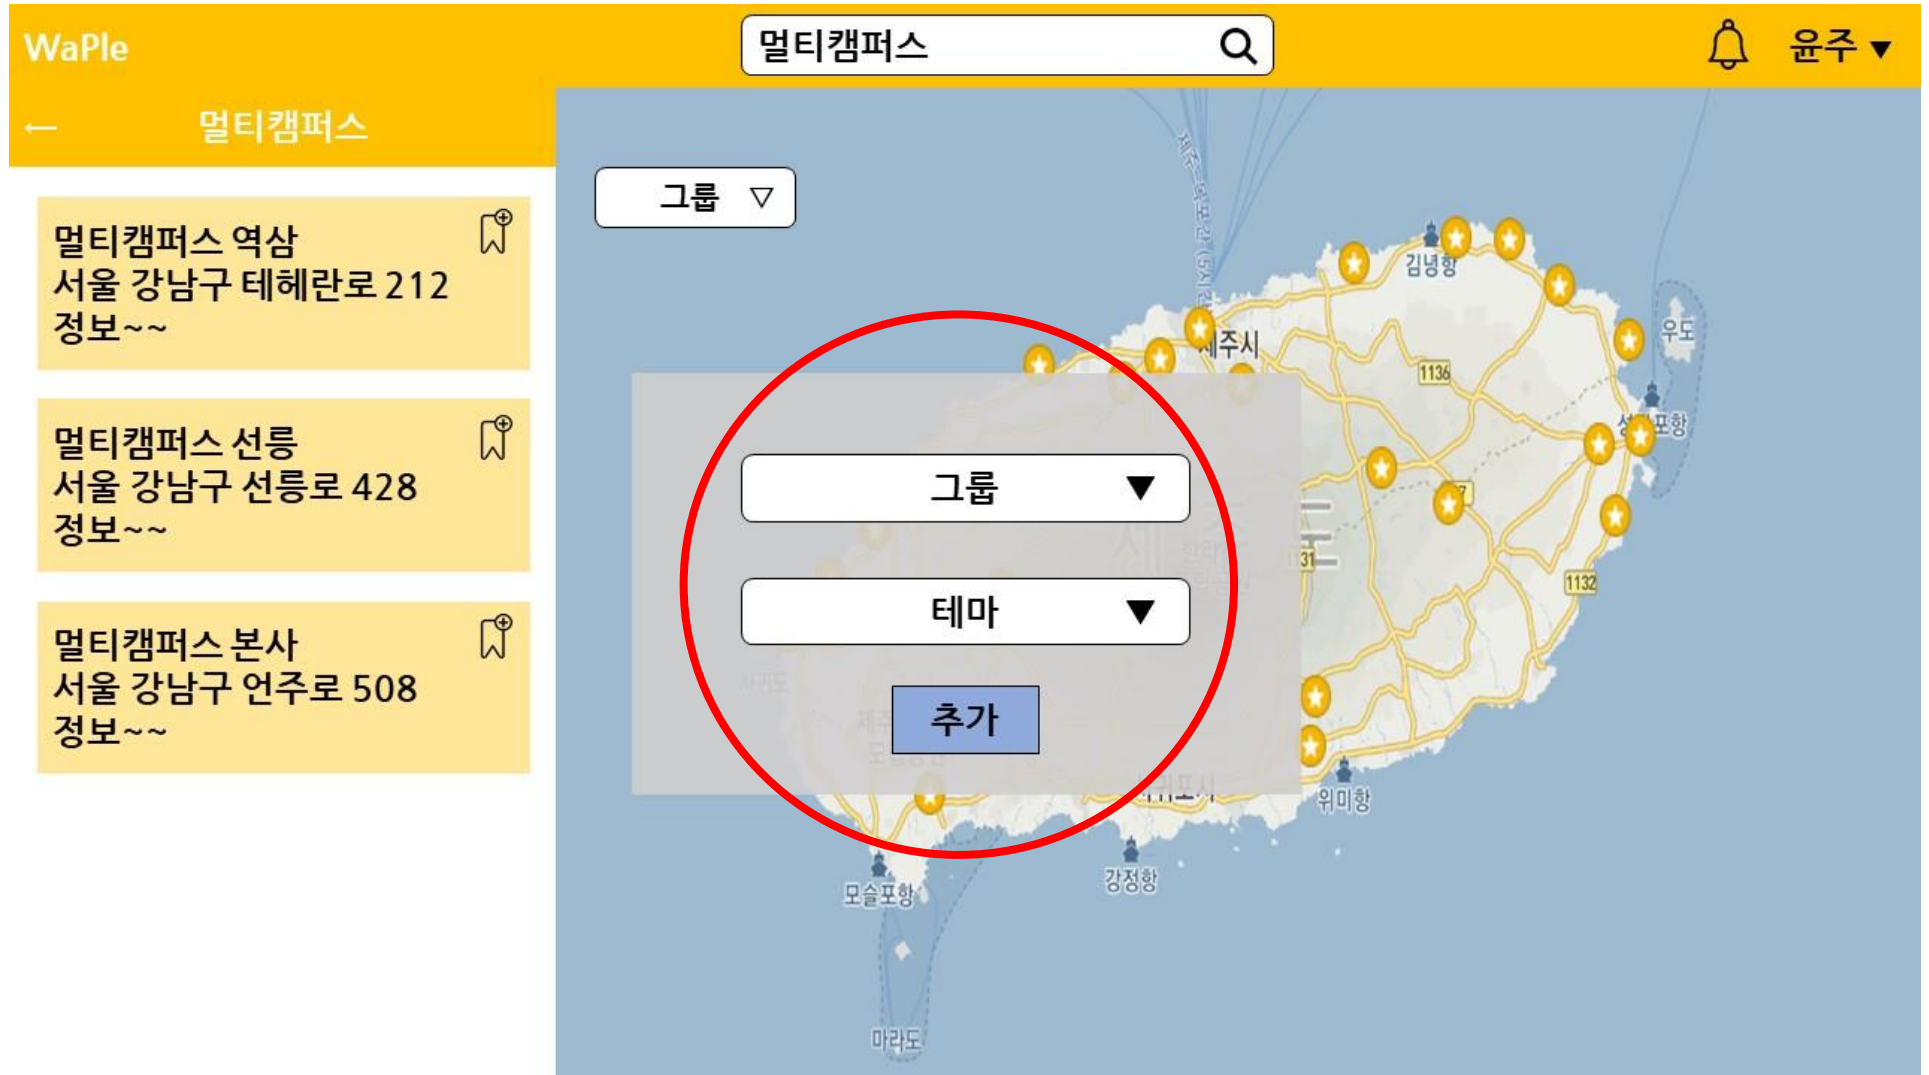 WaPle
멀티캠퍼스
윤주 ▼
← 멀티캠퍼스
멀티캠퍼스 역삼
서울 강남구 테헤란로 212
정보~~
멀티캠퍼스 선릉
서울 강남구 선릉로 428
정보~~
멀티캠퍼스 본사
서울 강남구 언주로 508
정보~~
그룹 ▽
김녕항
우도
제주시
1136
그룹 ▼
1132
테마 ▼
추가
서귀포시
위미항
강정항
모슬포항
마라도